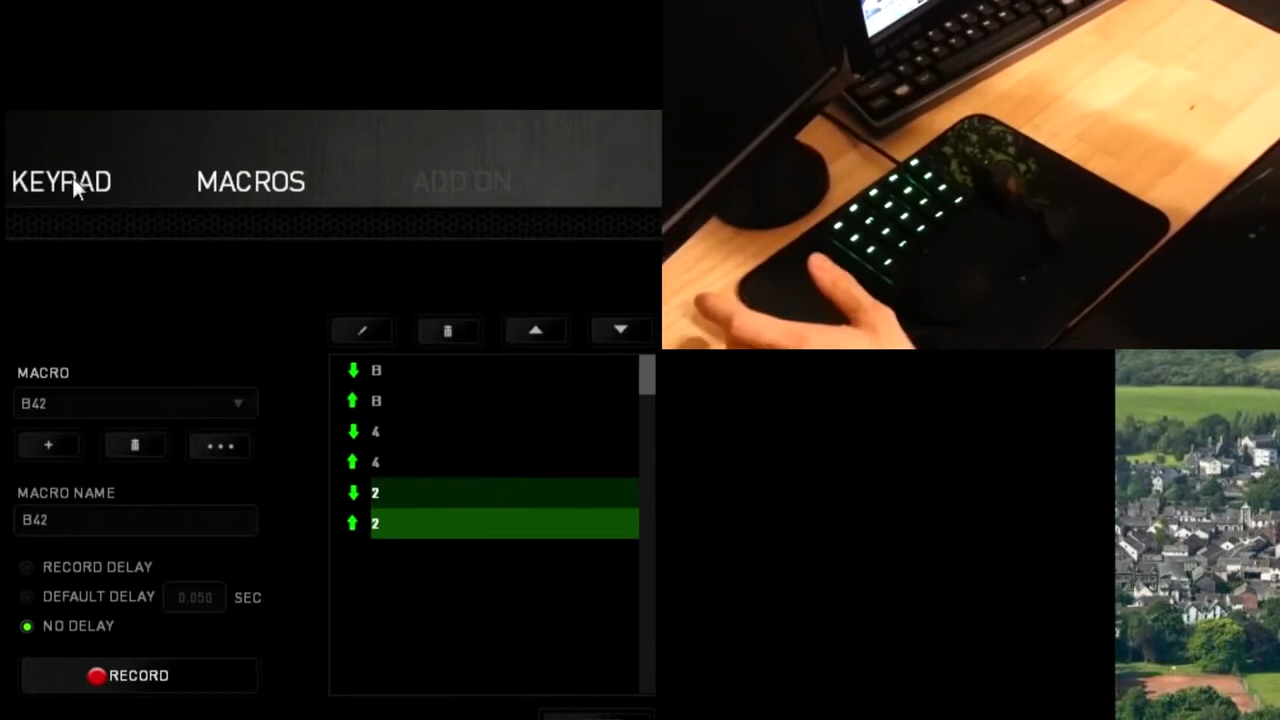 KEYPAD MACROS ADD ON
B
MACRO
B
B42
4
4
MACRO NAME
2
B42
2
RECORD DELAY
DEFAULT DELAY 0.050 SEC
NO DELAY
RECORD